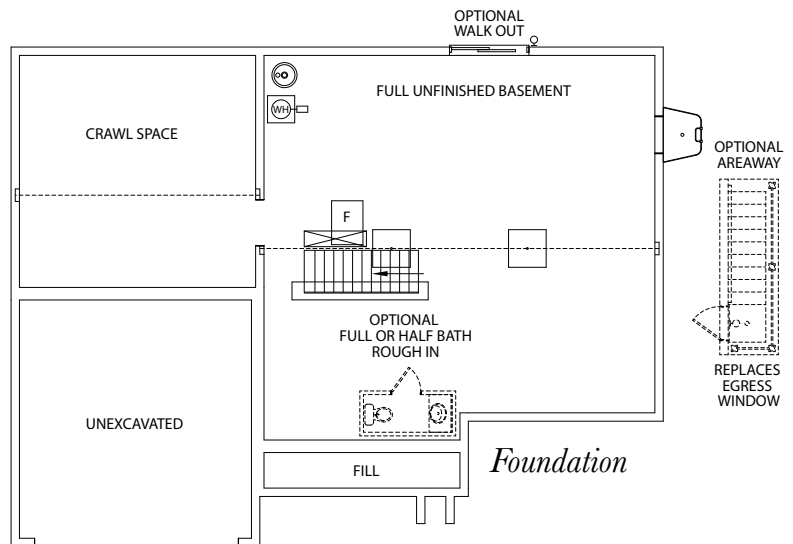 OPTIONAL
WALK OUT
FULL UNFINISHED BASEMENT
WH
CRAWL SPACE
OPTIONAL
AREAWAY
F
OPTIONAL
FULL OR HALF BATH
ROUGH IN
REPLACES
EGRESS
WINDOW
UNEXCAVATED
FILL
Foundation